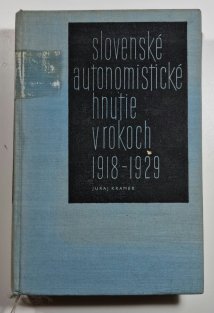 slovenské
autonomistické
hnutie
v rokoch
1918-1929
JURAJ KRAMER